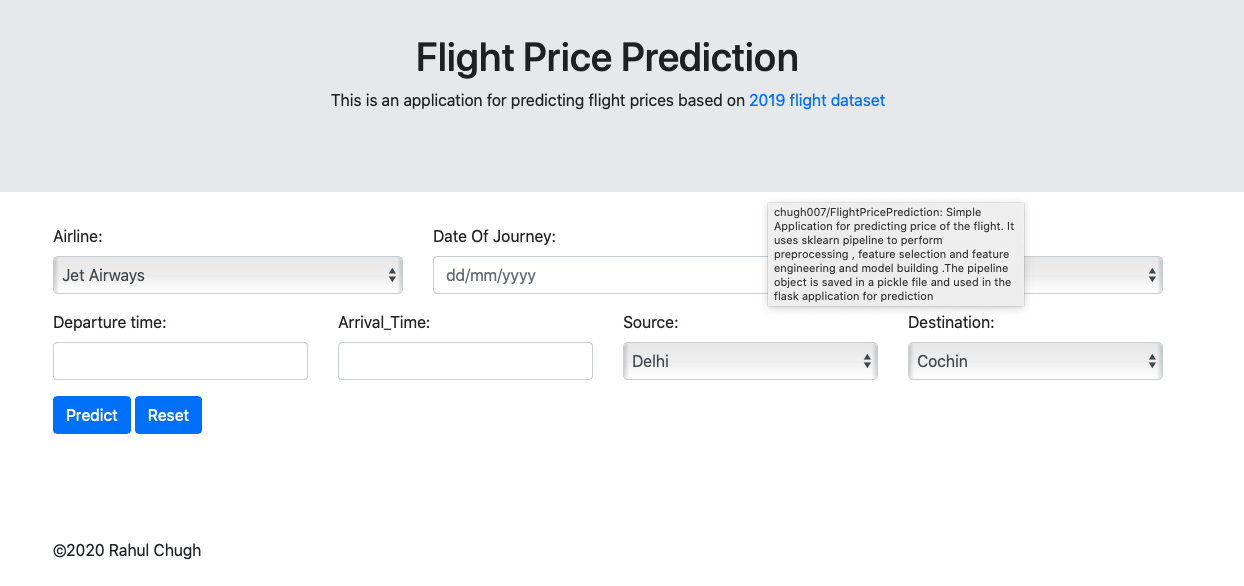 Flight Price Prediction
This is an application for predicting flight prices based on 2019 flight dataset
Airline:
Date Of Journey:
Jet Airways
dd/mm/yyyy
chugh007/FlightPricePrediction: Simple
Application for predicting price of the flight. It
uses sklearn pipeline to perform
preprocessing , feature selection and feature
engineering and model building .The pipeline
object is saved in a pickle file and used in the
flask application for prediction
Departure time:
Arrival_Time:
Source:
Destination:
Delhi
Cochin
Predict
Reset
©2020 Rahul Chugh